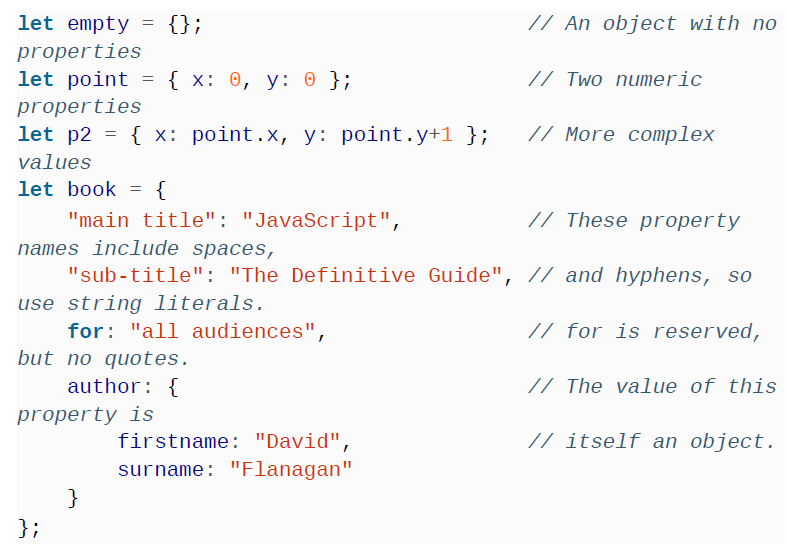 let empty = {};                          // An object with no
properties
let point = { x: 0, y: 0 };              // Two numeric
properties
let p2 = { x: point.x, y: point.y+1 };   // More complex
values
let book = {
    "main title": "JavaScript",          // These property
names include spaces,
    "sub-title": "The Definitive Guide", // and hyphens, so
use string literals.
    for: "all audiences",                // for is reserved,
but no quotes.
    author: {                            // The value of this
property is
        firstname: "David",              // itself an object.
        surname: "Flanagan"
    }
};